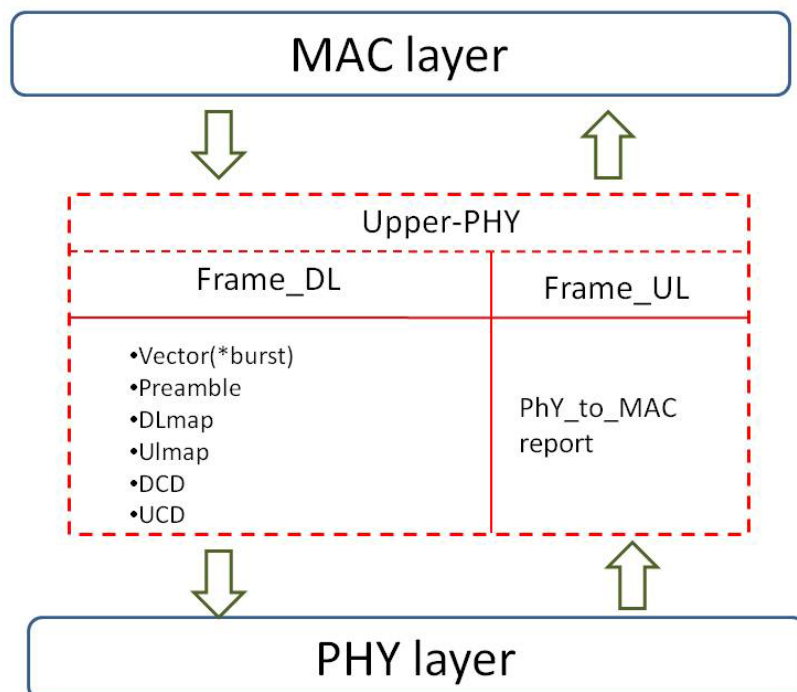 MAC layer
Upper-PHY
Frame_DL
Frame_UL
•Vector(*burst)
•Preamble
•DLmap
•Ulmap
•DCD
•UCD
PhY_to_MAC
report
PHY layer